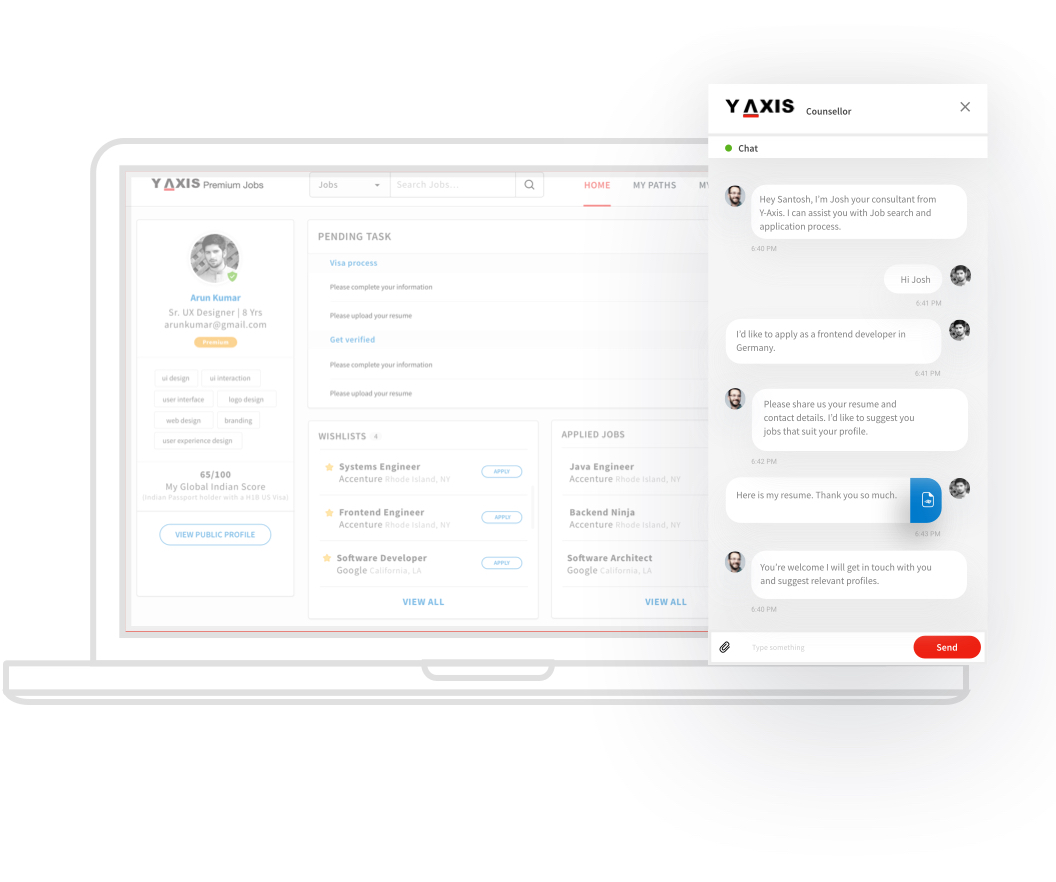 Y AXIS Premium Jobs
Jobs
Search Jobs...
HOME
MY PATHS
MY
Arun Kumar
Sr. UX Designer | 8 Yrs
arunkumar@gmail.com
Premium
ui design
ui interaction
user interface
logo design
web design
branding
user experience design
65/100
My Global Indian Score
(Indian Passport holder with a H1B US Visa)
VIEW PUBLIC PROFILE
PENDING TASK
Visa process
Please complete your information
Please upload your resume
Get verified
Please complete your information
Please upload your resume
WISHLISTS 4
Systems Engineer
Accenture Rhode Island, NY
APPLY
Frontend Engineer
Accenture Rhode Island, NY
APPLY
Software Developer
Google California, LA
APPLY
VIEW ALL
APPLIED JOBS
Java Engineer
Accenture Rhode Island, NY
Backend Ninja
Accenture Rhode Island, NY
Software Architect
Google California, LA
VIEW ALL
Y AXIS Counsellor
Chat
Hey Santosh, I'm Josh your consultant from
Y-Axis. I can assist you with Job search and
application process.
6:40 PM
Hi Josh
6:41 PM
I'd like to apply as a frontend developer in
Germany.
6:41 PM
Please share us your resume and
contact details. I'd like to suggest you
jobs that suit your profile.
6:42 PM
Here is my resume. Thank you so much.
6:43 PM
You're welcome I will get in touch with you
and suggest relevant profiles.
6:40 PM
Type something
Send